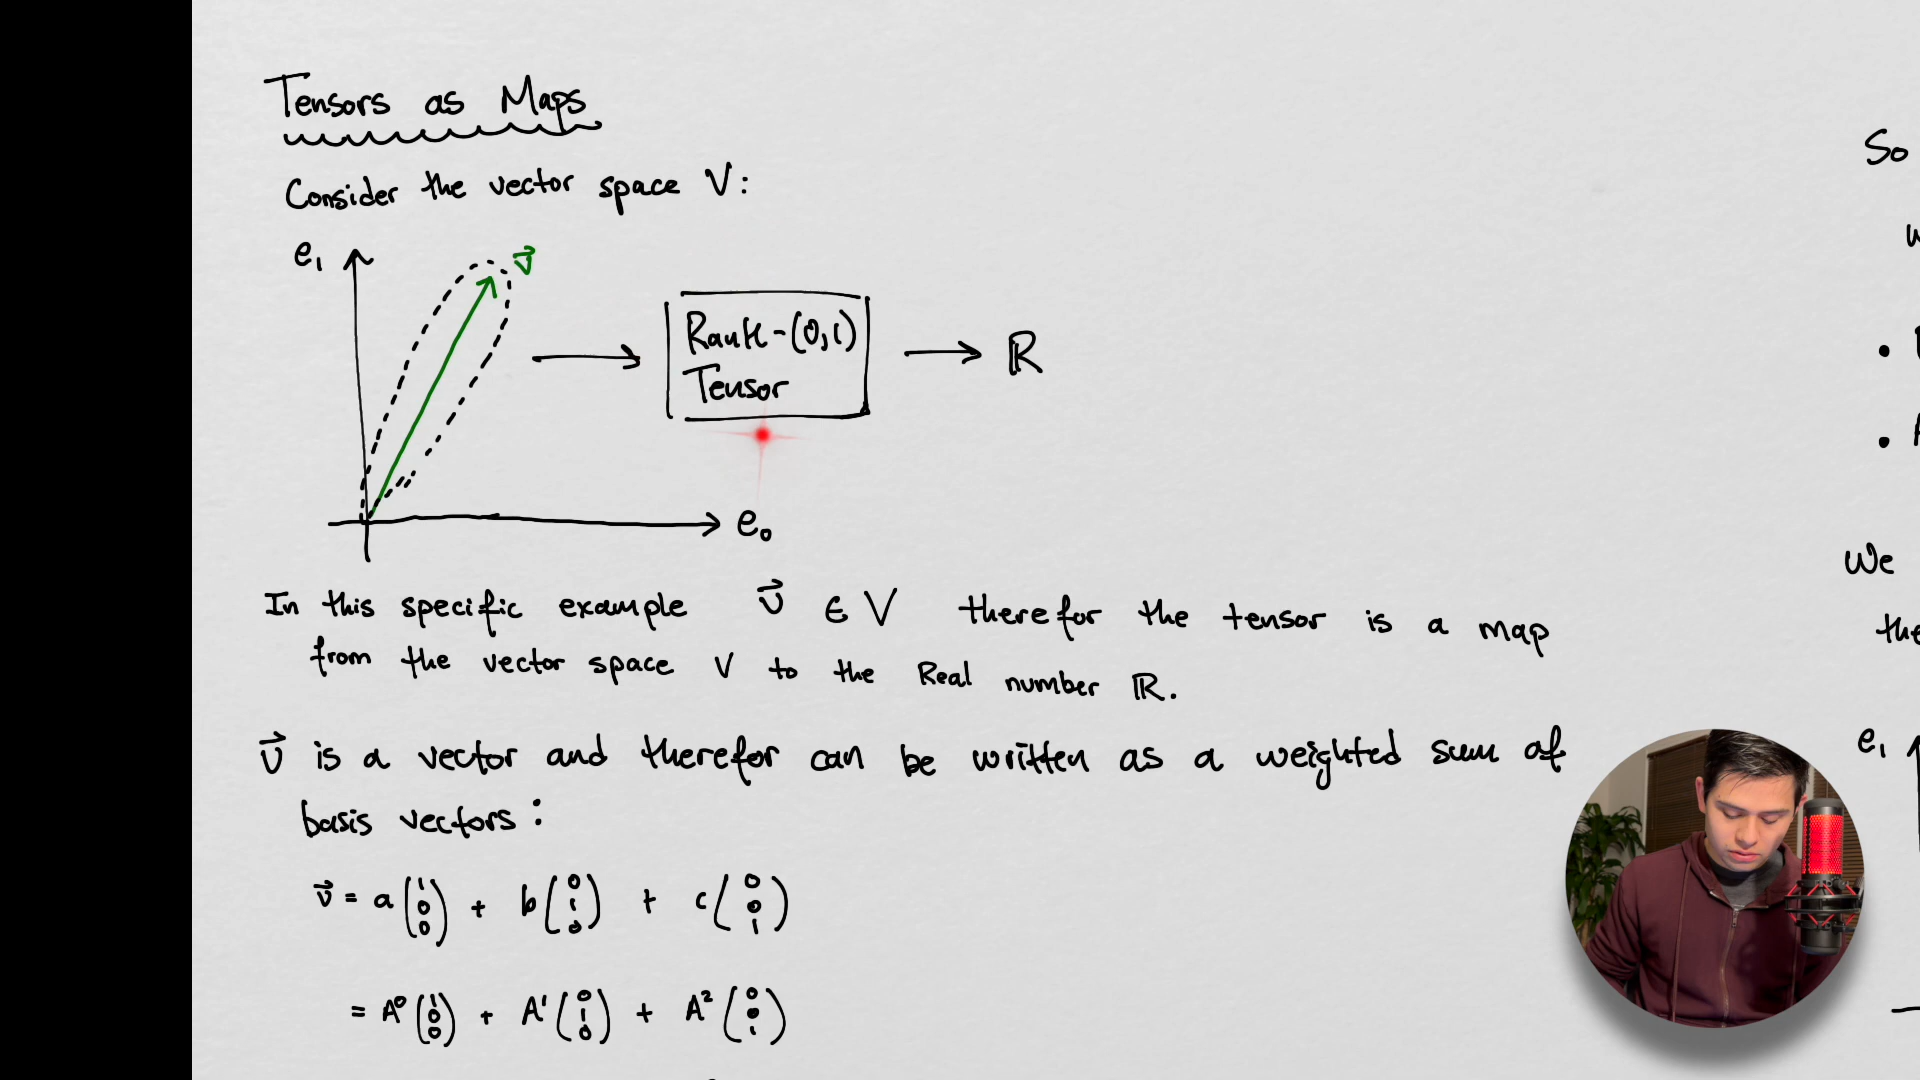 Tensors as Maps
Consider the vector space V:
e₁
v⃗
Rank-(0,1)
Tensor
ℝ
e₀
In this specific example v⃗ ∈ V therefor the tensor is a map
from the vector space V to the Real number ℝ.
v⃗ is a vector and therefor can be written as a weighted sum of
basis vectors:
v⃗ = a(1 0 0) + b(0 1 0) + c(0 0 1)
= A⁰(1 0 0) + A¹(0 1 0) + A²(0 0 1)
So
We
the
e₁